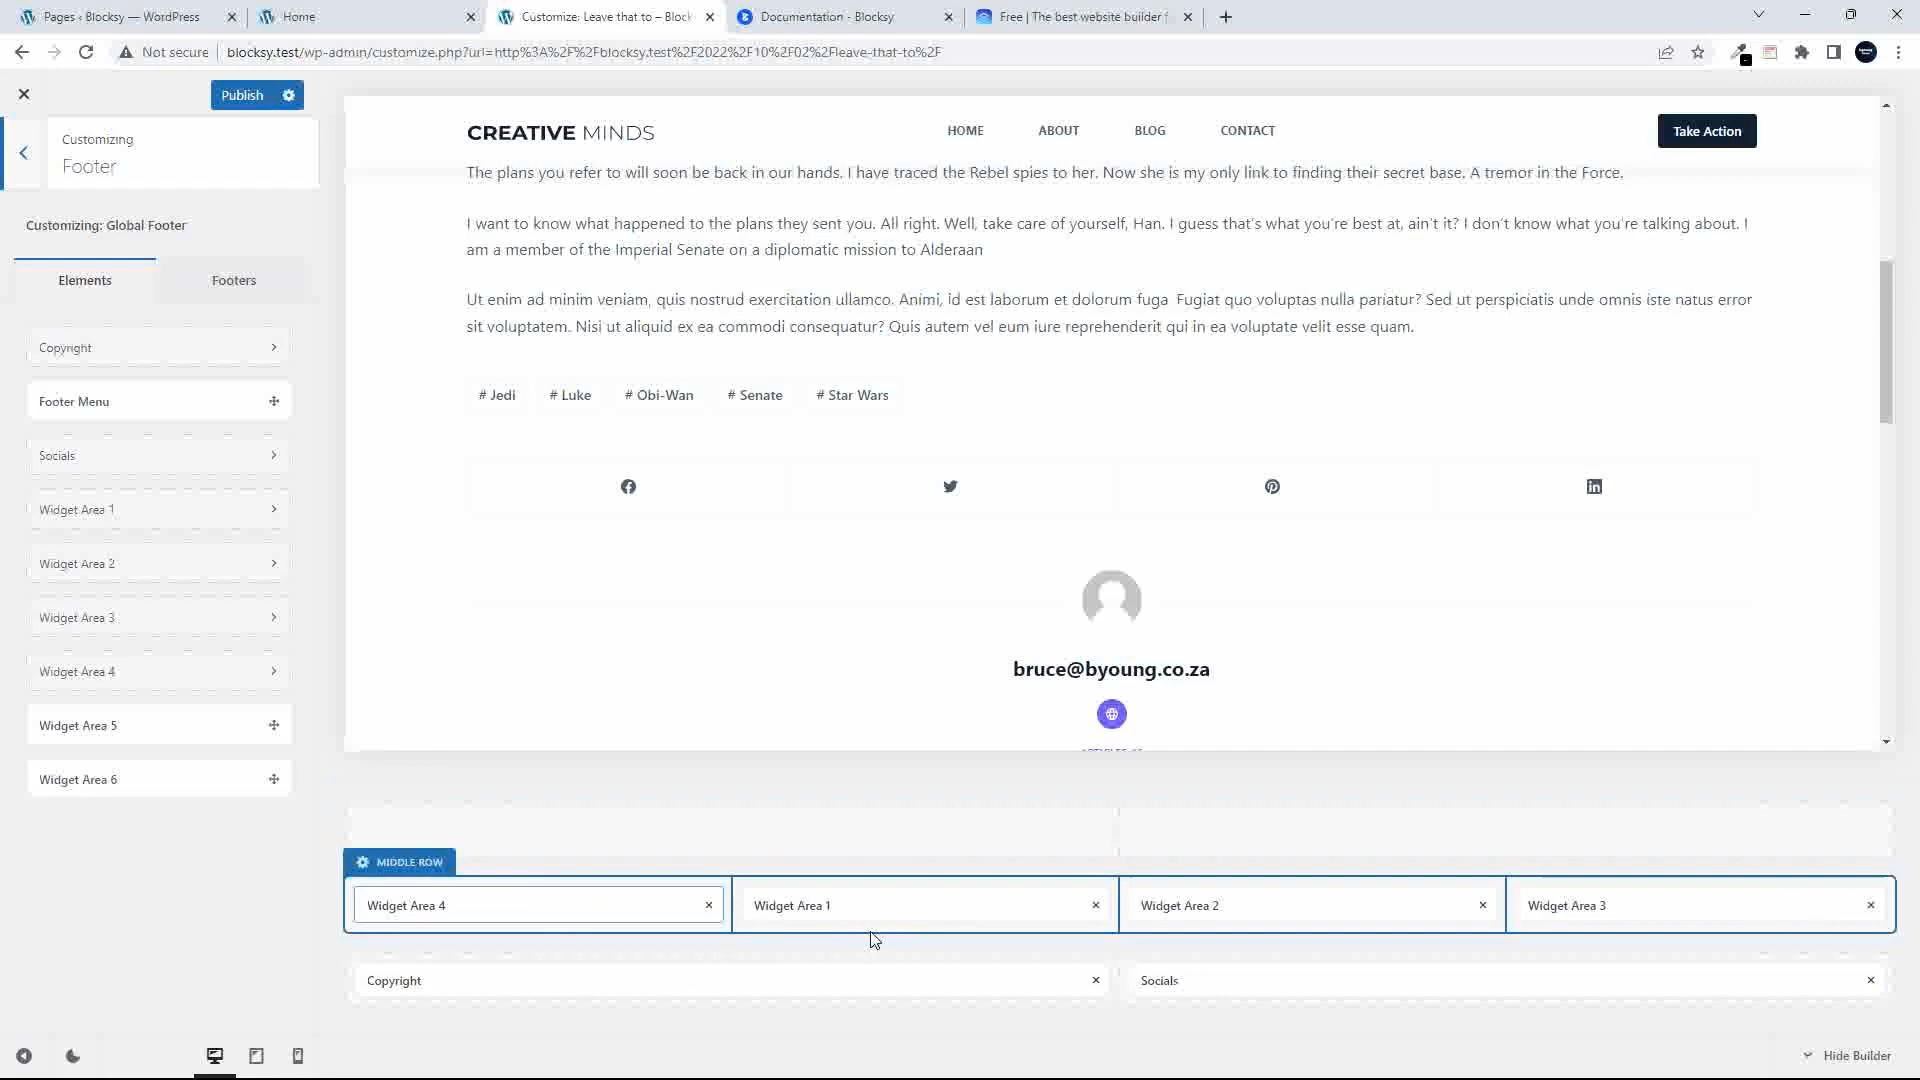 Pages ‹ Blocksy — WordPress
Home
Customize: Leave that to – Block
Documentation - Blocksy
Free | The best website builder f
Not secure
blocksy.test/wp-admin/customize.php?url=http%3A%2F%2Fblocksy.test%2F2022%2F10%2F02%2Fleave-that-to%2F
Publish
Customizing
Footer
Customizing: Global Footer
Elements
Footers
Copyright
Footer Menu
Socials
Widget Area 1
Widget Area 2
Widget Area 3
Widget Area 4
Widget Area 5
Widget Area 6
CREATIVE MINDS
HOME
ABOUT
BLOG
CONTACT
Take Action
The plans you refer to will soon be back in our hands. I have traced the Rebel spies to her. Now she is my only link to finding their secret base. A tremor in the Force.
I want to know what happened to the plans they sent you. All right. Well, take care of yourself, Han. I guess that's what you're best at, ain't it? I don't know what you're talking about. I
am a member of the Imperial Senate on a diplomatic mission to Alderaan
Ut enim ad minim veniam, quis nostrud exercitation ullamco. Animi, id est laborum et dolorum fuga. Fugiat quo voluptas nulla pariatur? Sed ut perspiciatis unde omnis iste natus error
sit voluptatem. Nisi ut aliquid ex ea commodi consequatur? Quis autem vel eum iure reprehenderit qui in ea voluptate velit esse quam.
# Jedi
# Luke
# Obi-Wan
# Senate
# Star Wars
bruce@byoung.co.za
MIDDLE ROW
Widget Area 4
Widget Area 1
Widget Area 2
Widget Area 3
Copyright
Socials
Hide Builder